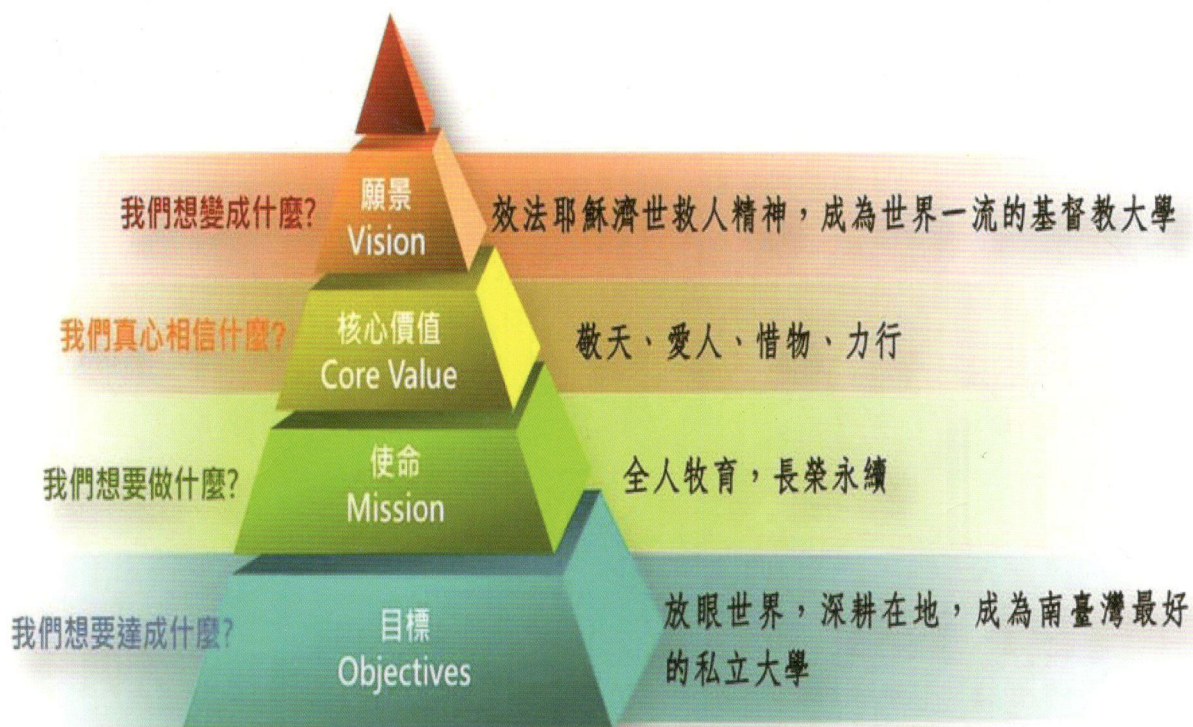 我們想變成什麼?
願景
Vision
效法耶穌濟世救人精神，成為世界一流的基督教大學
我們真心相信什麼?
核心價值
Core Value
敬天、愛人、惜物、力行
我們想要做什麼?
使命
Mission
全人牧育，長榮永續
我們想要達成什麼?
目標
Objectives
放眼世界，深耕在地，成為南臺灣最好
的私立大學